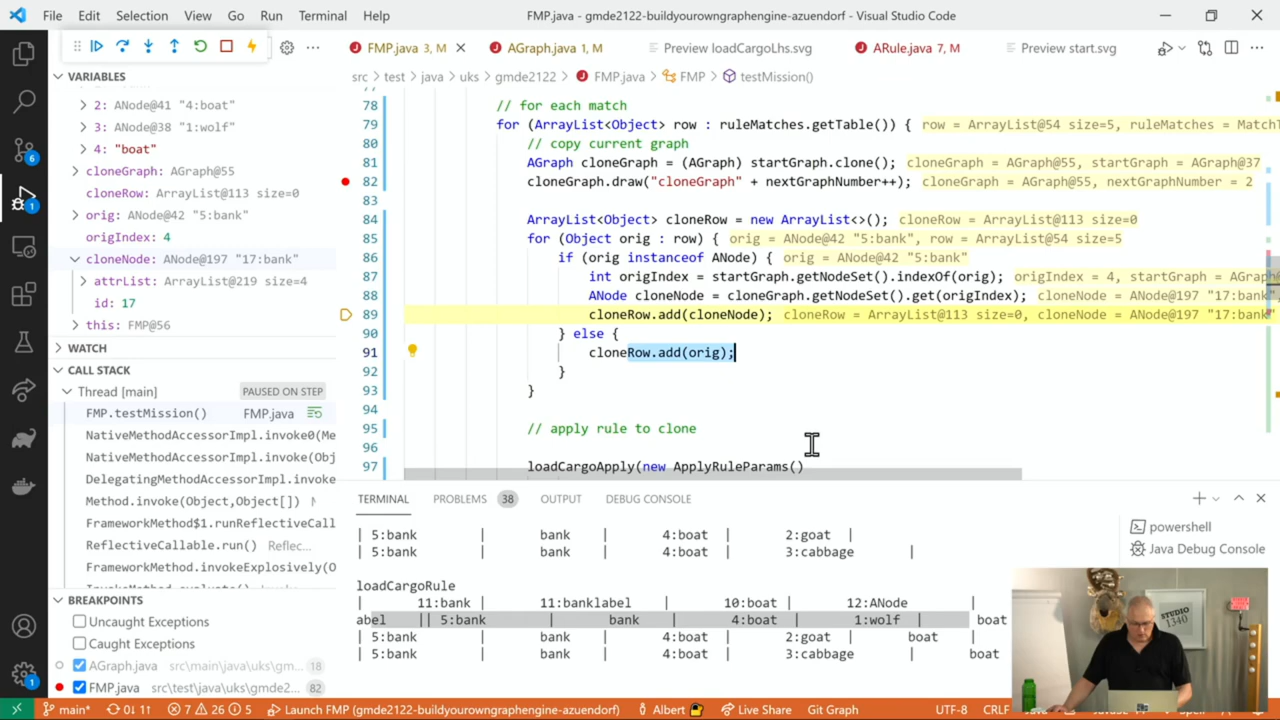 File Edit Selection View Go Run Terminal Help FMP.java - gmde2122-buildyourowngraphengine-azuendorf - Visual Studio Code
FMP.java 3, M AGraph.java 1, M Preview loadCargoLhs.svg ARule.java 7, M Preview start.svg
src > test > java > uks > gmde2122 > FMP.java > FMP > testMission()
VARIABLES
2: ANode@41 "4:boat"
3: ANode@38 "1:wolf"
4: "boat"
cloneGraph: AGraph@55
cloneRow: ArrayList@113 size=0
orig: ANode@42 "5:bank"
origIndex: 4
cloneNode: ANode@197 "17:bank"
attrList: ArrayList@219 size=4
id: 17
this: FMP@56
WATCH
CALL STACK
Thread [main] PAUSED ON STEP
FMP.testMission() FMP.java
NativeMethodAccessorImpl.invoke0(Me
NativeMethodAccessorImpl.invoke(Obj
DelegatingMethodAccessorImpl.invoke
Method.invoke(Object,Object[])
FrameworkMethod$1.runReflectiveCall
ReflectiveCallable.run() Reflec...
FrameworkMethod.invokeExplosively(O
BREAKPOINTS
Uncaught Exceptions
Caught Exceptions
AGraph.java src\main\java\uks\gm... 18
FMP.java src\test\java\uks\gmde2... 82
6
1
1
77
78 // for each match
79 for (ArrayList<Object> row : ruleMatches.getTable()) { row = ArrayList@54 size=5, ruleMatches = MatchT
80 // copy current graph
81 AGraph cloneGraph = (AGraph) startGraph.clone(); cloneGraph = AGraph@55, startGraph = AGraph@37
82 cloneGraph.draw("cloneGraph" + nextGraphNumber++); cloneGraph = AGraph@55, nextGraphNumber = 2
83
84 ArrayList<Object> cloneRow = new ArrayList<>(); cloneRow = ArrayList@113 size=0
85 for (Object orig : row) { orig = ANode@42 "5:bank", row = ArrayList@54 size=5
86 if (orig instanceof ANode) { orig = ANode@42 "5:bank"
87 int origIndex = startGraph.getNodeSet().indexOf(orig); origIndex = 4, startGraph = AGraph@
88 ANode cloneNode = cloneGraph.getNodeSet().get(origIndex); cloneNode = ANode@197 "17:bank"
89 cloneRow.add(cloneNode); cloneRow = ArrayList@113 size=0, cloneNode = ANode@197 "17:bank"
90 } else {
91 cloneRow.add(orig);
92 }
93 }
94
95 // apply rule to clone
96
97 loadCargoApply(new ApplyRuleParams()
TERMINAL PROBLEMS 38 OUTPUT DEBUG CONSOLE
powershell
Java Debug Console
| 5:bank | bank | 4:boat | 2:goat |
| 5:bank | bank | 4:boat | 3:cabbage |
loadCargoRule
| 11:bank | 11:banklabel | 10:boat | 12:ANode |
abel || 5:bank | bank | 4:boat | 1:wolf | boat
| 5:bank | bank | 4:boat | 2:goat | boat
| 5:bank | bank | 4:boat | 3:cabbage | boat
STUDIO
1340
main* 0↓ 1↑ 7 26 5 Launch FMP (gmde2122-buildyourowngraphengine-azuendorf) Albert Live Share Git Graph UTF-8 CRLF